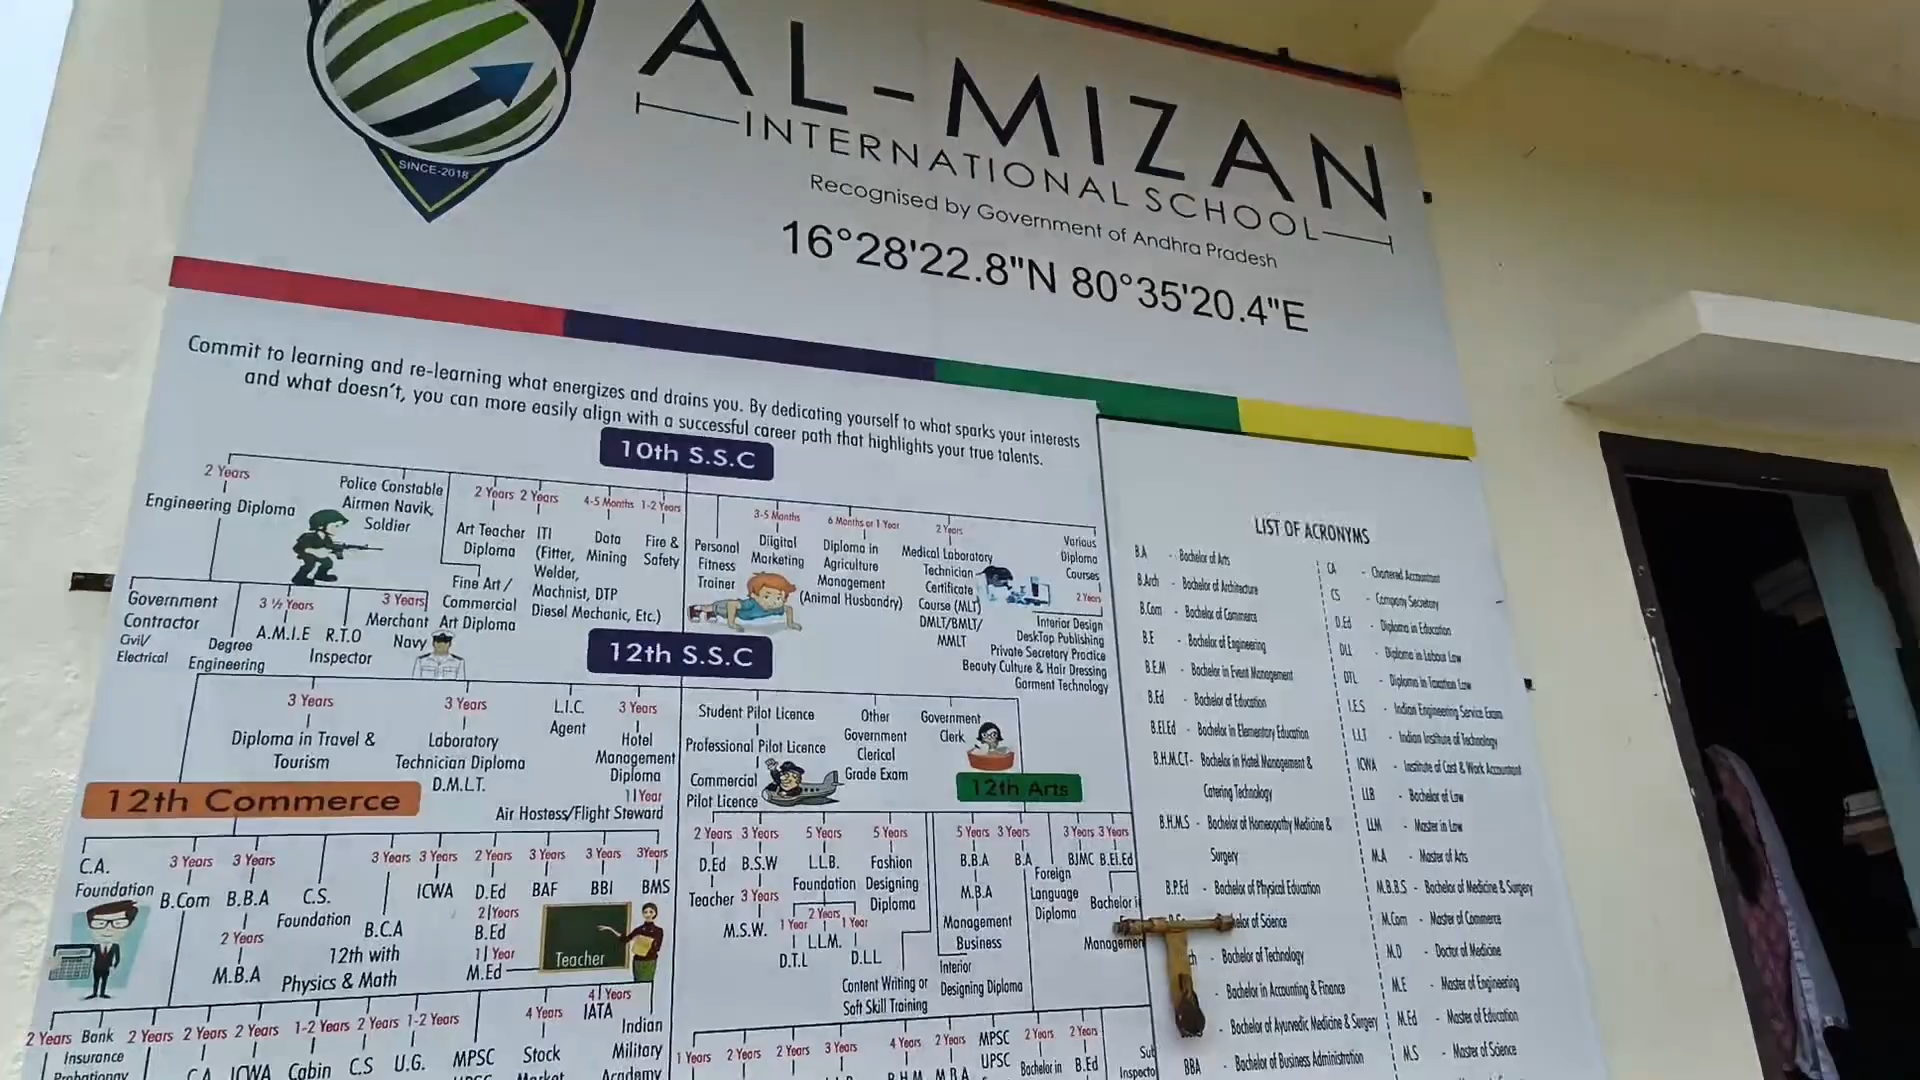 SINCE-2018
AL-MIZAN
INTERNATIONAL SCHOOL
Recognised by Government of Andhra Pradesh
16°28'22.8"N 80°35'20.4"E
Commit to learning and re-learning what energizes and drains you. By dedicating yourself to what sparks your interests
and what doesn't, you can more easily align with a successful career path that highlights your true talents.
10th S.S.C
2 Years
Engineering Diploma
Police Constable
Airmen Navik,
Soldier
2 Years
Art Teacher
Diploma
Fine Art /
Commercial
Art Diploma
2 Years
ITI
(Fitter,
Welder,
Machnist, DTP
Diesel Mechanic, Etc.)
4-5 Months
Data
Mining
1-2 Years
Fire &
Safety
Personal
Fitness
Trainer
3-5 Months
Diigital
Marketing
6 Months or 1 Year
Diploma in
Agriculture
Management
(Animal Husbandry)
2 Years
Medical Laboratory
Technician
Certificate
Course (MLT)
DMLT/BMLT/
MMLT
Various
Diploma
Courses
2 Years
Interior Design
DeskTop Publishing
Private Secretary Practice
Beauty Culture & Hair Dressing
Garment Technology
Government
Contractor
Civil/
Electrical
Degree
Engineering
3 ½ Years
A.M.I.E
R.T.O
Inspector
3 Years
Merchant
Navy
12th S.S.C
3 Years
Diploma in Travel &
Tourism
3 Years
Laboratory
Technician Diploma
D.M.L.T.
L.I.C.
Agent
3 Years
Hotel
Management
Diploma
1 Year
Air Hostess/Flight Steward
Student Pilot Licence
Professional Pilot Licence
Commercial
Pilot Licence
Other
Government
Clerical
Grade Exam
Government
Clerk
12th Commerce
C.A.
Foundation
3 Years
B.Com
3 Years
B.B.A
2 Years
M.B.A
C.S.
Foundation
3 Years
B.C.A
12th with
Physics & Math
3 Years
ICWA
2 Years
D.Ed
2 Years
B.Ed
1 Year
M.Ed
3 Years
BAF
3 Years
BBI
3Years
BMS
Teacher
12th Arts
2 Years
D.Ed
Teacher
3 Years
B.S.W
3 Years
M.S.W.
5 Years
L.L.B.
Foundation
1 Year
D.T.L
2 Years
L.L.M.
1 Year
D.LL
5 Years
Fashion
Designing
Diploma
Content Writing or
Soft Skill Training
5 Years
B.B.A
M.B.A
Management
Business
Interior
Designing Diploma
3 Years
B.A
Foreign
Language
Diploma
3 Years
BJMC
3 Years
B.El.Ed
Bachelor
2 Years
Bank
Insurance
2 Years
2 Years
ICWA
2 Years
1-2 Years
Cabin
2 Years
C.S
1-2 Years
U.G.
MPSC
4 Years
Stock
4 Years
IATA
Indian
Military
Academy
1 Years
2 Years
2 Years
3 Years
4 Years
2 Years
M.B.A
MPSC
UPSC
2 Years
Bachelor in
2 Years
B.Ed
Sub
LIST OF ACRONYMS
B.A - Bachelor of Arts
B.Arch - Bachelor of Architecture
B.Com - Bachelor of Commerce
B.E - Bachelor of Engineering
B.E.M - Bachelor in Event Management
B.Ed - Bachelor of Education
B.El.Ed - Bachelor in Elementary Education
B.H.M.CT- Bachelor in Hotel Management &
Catering Technology
B.H.M.S - Bachelor of Homeopathy Medicine &
Surgery
B.P.Ed - Bachelor of Physical Education
of Science
- Bachelor of Technology
- Bachelor in Accounting & Finance
- Bachelor of Ayurvedic Medicine & Surgery
BBA - Bachelor of Business Administration
CA - Chartered Accountant
CS - Company Secretary
D.Ed - Diploma in Education
DLL - Diploma in Labour Law
DTL - Diploma in Taxation Law
I.E.S - Indian Engineering Service Exam
I.I.T - Indian Institute of Technology
ICWA - Institute of Cost & Work Accountant
LLB - Bachelor of Law
LLM - Master in Law
M.A - Master of Arts
M.B.B.S - Bachelor of Medicine & Surgery
M.Com - Master of Commerce
M.D - Doctor of Medicine
M.E - Master of Engineering
M.Ed - Master of Education
M.S - Master of Science